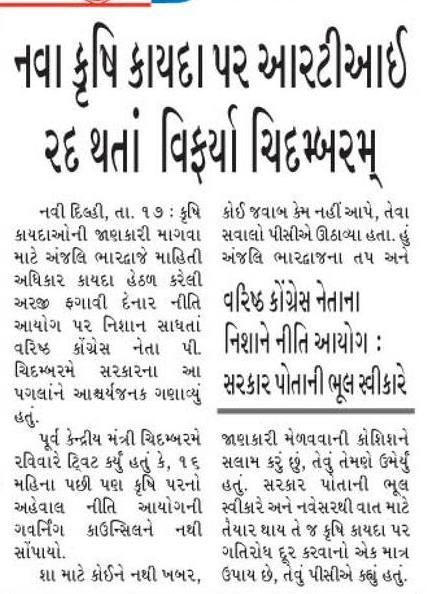 નવા કૃષિ કાયદા પર આરટીઆઈ
રદ થતાં વિફર્યા ચિદમ્બરમ્
નવી દિલ્હી, તા. ૧૭ : કૃષિ
કાયદાઓની જાણકારી માગવા
માટે અંજલિ ભારદ્વાજે માહિતી
અધિકાર કાયદા હેઠળ કરેલી
અરજી ફગાવી દેનાર નીતિ
આયોગ પર નિશાન સાધતાં
વરિષ્ઠ કોંગ્રેસ નેતા પી.
ચિદમ્બરમે સરકારના આ
પગલાંને આશ્ચર્યજનક ગણાવ્યું
હતું.
પૂર્વ કેન્દ્રીય મંત્રી ચિદમ્બરમે
રવિવારે ટ્વિટ કર્યું હતું કે, ૧૬
મહિના પછી પણ કૃષિ પરનો
અહેવાલ નીતિ આયોગની
ગવર્નિંગ કાઉન્સિલને નથી
સોંપાયો.
શા માટે કોઈને નથી ખબર,
કોઈ જવાબ કેમ નહીં આપે, તેવા
સવાલો પીસીએ ઊઠાવ્યા હતા. હું
અંજલિ ભારદ્વાજના તપ અને
વરિષ્ઠ કોંગ્રેસ નેતાના
નિશાને નીતિ આયોગ :
સરકાર પોતાની ભૂલ સ્વીકારે
જાણકારી મેળવવાની કોશિશને
સલામ કરું છું, તેવું તેમણે ઉમેર્યું
હતું. સરકાર પોતાની ભૂલ
સ્વીકારે અને નવેસરથી વાત માટે
તૈયાર થાય તે જ કૃષિ કાયદા પર
ગતિરોધ દૂર કરવાનો એક માત્ર
ઉપાય છે, તેવું પીસીએ કહ્યું હતું.